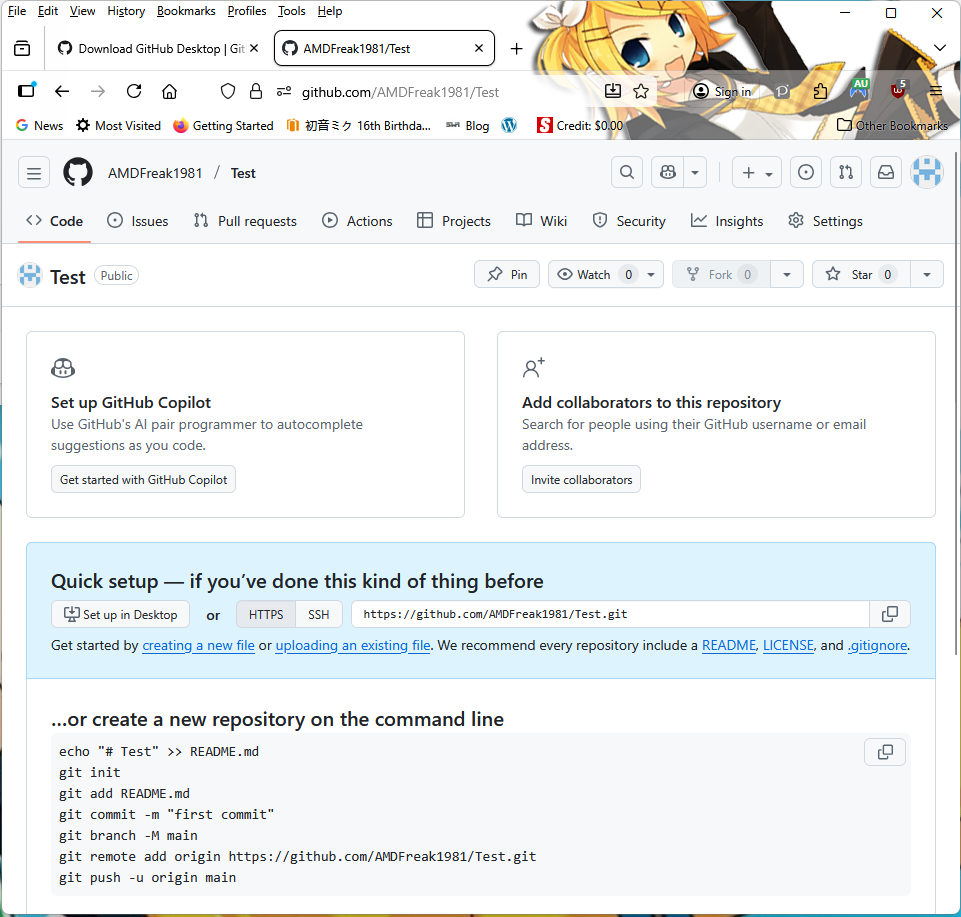 File Edit View History Bookmarks Profiles Tools Help
Download GitHub Desktop | Git
AMDFreak1981/Test
github.com/AMDFreak1981/Test
Sign in
AU
5
News Most Visited Getting Started 初音ミク 16th Birthda... Blog Credit: $0.00 Other Bookmarks
AMDFreak1981 / Test
Code Issues Pull requests Actions Projects Wiki Security Insights Settings
Test Public
Pin Watch 0 Fork 0 Star 0
Set up GitHub Copilot
Use GitHub's AI pair programmer to autocomplete
suggestions as you code.
Get started with GitHub Copilot
Add collaborators to this repository
Search for people using their GitHub username or email
address.
Invite collaborators
Quick setup — if you’ve done this kind of thing before
Set up in Desktop or HTTPS SSH https://github.com/AMDFreak1981/Test.git
Get started by creating a new file or uploading an existing file. We recommend every repository include a README, LICENSE, and .gitignore.
…or create a new repository on the command line
echo "# Test" >> README.md
git init
git add README.md
git commit -m "first commit"
git branch -M main
git remote add origin https://github.com/AMDFreak1981/Test.git
git push -u origin main